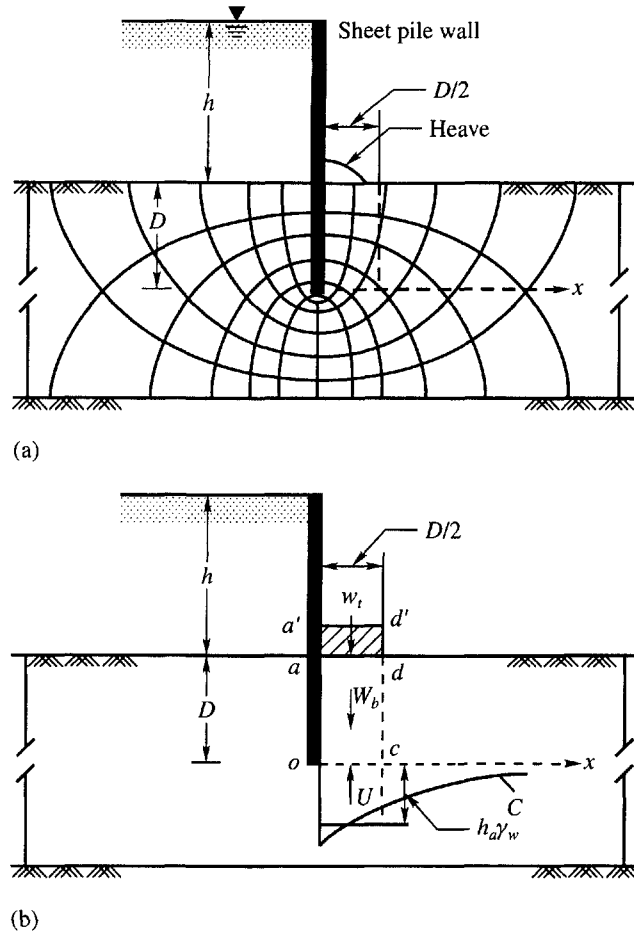 Sheet pile wall
h
D/2
Heave
D
x
(a)
D/2
h
w_t
a' d'
a d
D
W_b
o c x
U C
h_aγ_w
(b)